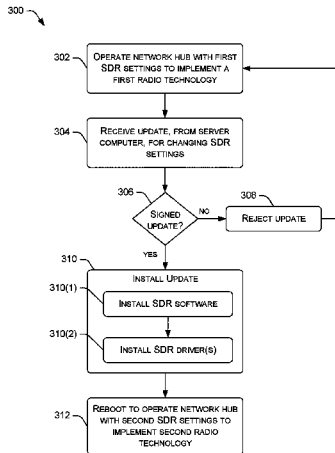 300
302
OPERATE NETWORK HUB WITH FIRST
SDR SETTINGS TO IMPLEMENT A
FIRST RADIO TECHNOLOGY
304
RECEIVE UPDATE, FROM SERVER
COMPUTER, FOR CHANGING SDR
SETTINGS
306
SIGNED
UPDATE?
NO
308
REJECT UPDATE
YES
310
INSTALL UPDATE
310(1)
INSTALL SDR SOFTWARE
310(2)
INSTALL SDR DRIVER(S)
312
REBOOT TO OPERATE NETWORK HUB
WITH SECOND SDR SETTINGS TO
IMPLEMENT SECOND RADIO
TECHNOLOGY